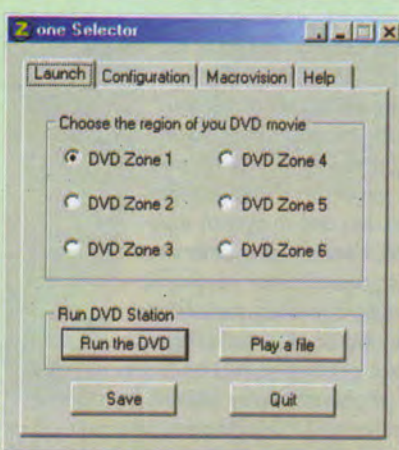 Z one Selector
Launch Configuration Macrovision Help
Choose the region of you DVD movie
DVD Zone 1 DVD Zone 4
DVD Zone 2 DVD Zone 5
DVD Zone 3 DVD Zone 6
Run DVD Station
Run the DVD Play a file
Save Quit